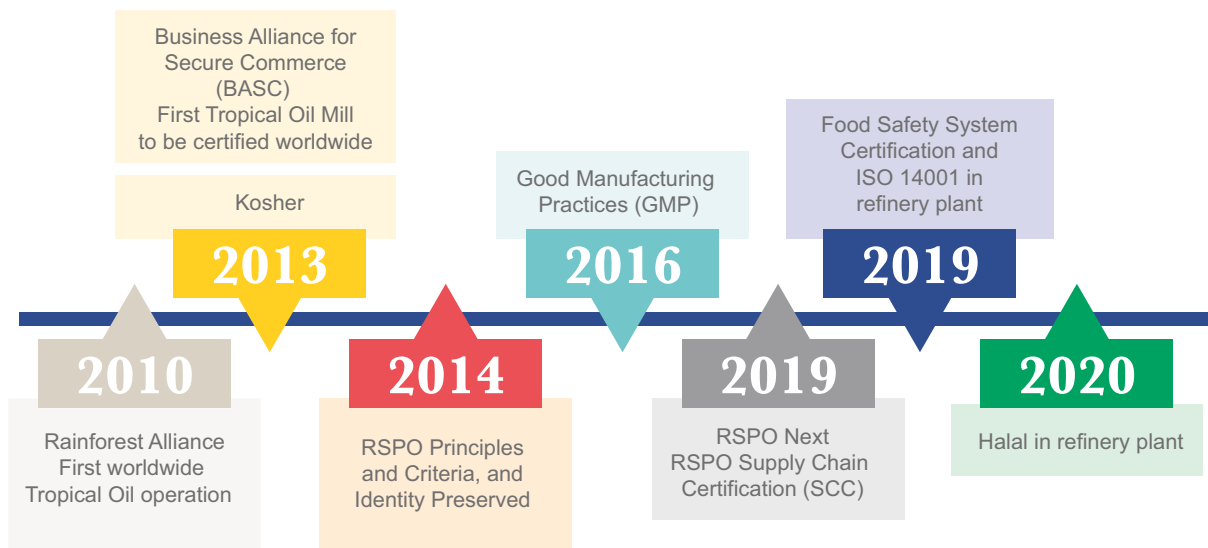 Business Alliance for
Secure Commerce
(BASC)
First Tropical Oil Mill
to be certified worldwide
Kosher
2013
2010
Rainforest Alliance
First worldwide
Tropical Oil operation
2014
RSPO Principles
and Criteria, and
Identity Preserved
Good Manufacturing
Practices (GMP)
2016
2019
RSPO Next
RSPO Supply Chain
Certification (SCC)
Food Safety System
Certification and
ISO 14001 in
refinery plant
2019
2020
Halal in refinery plant